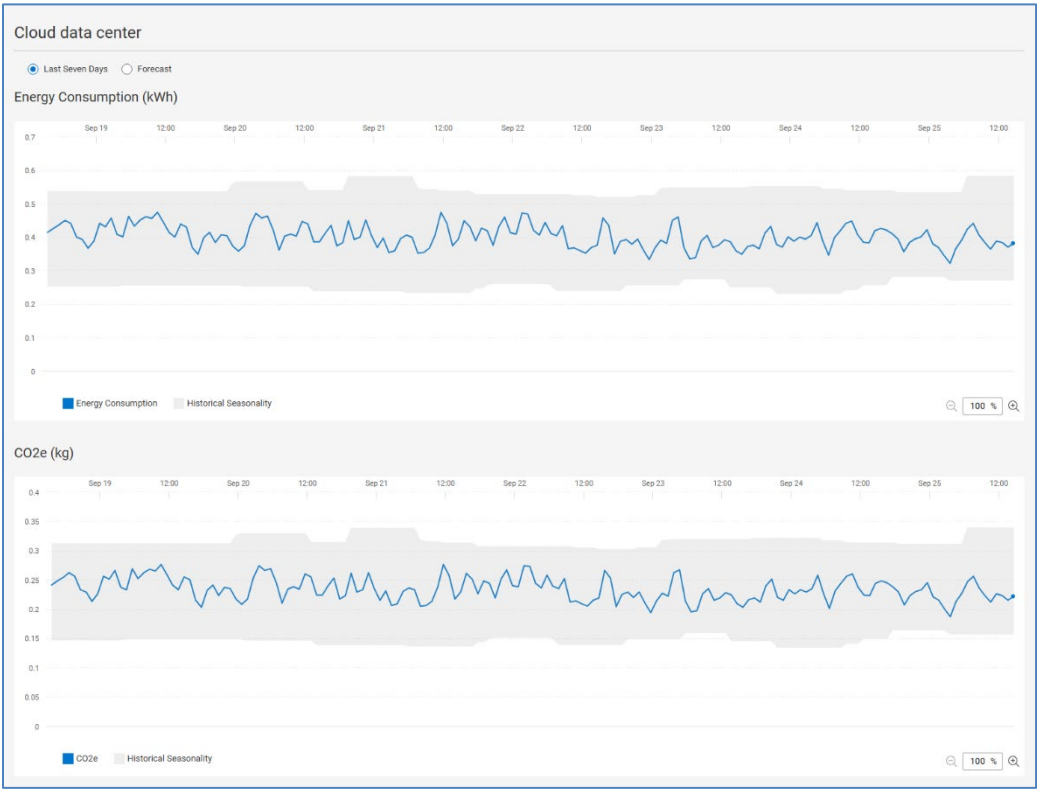 Cloud data center
Last Seven Days Forecast
Energy Consumption (kWh)
Sep 19 12:00 Sep 20 12:00 Sep 21 12:00 Sep 22 12:00 Sep 23 12:00 Sep 24 12:00 Sep 25 12:00
0.7
0.6
0.5
0.4
0.3
0.2
0.1
0
Energy Consumption Historical Seasonality
100 %
CO2e (kg)
Sep 19 12:00 Sep 20 12:00 Sep 21 12:00 Sep 22 12:00 Sep 23 12:00 Sep 24 12:00 Sep 25 12:00
0.4
0.35
0.3
0.25
0.2
0.15
0.1
0.05
0
CO2e Historical Seasonality
100 %